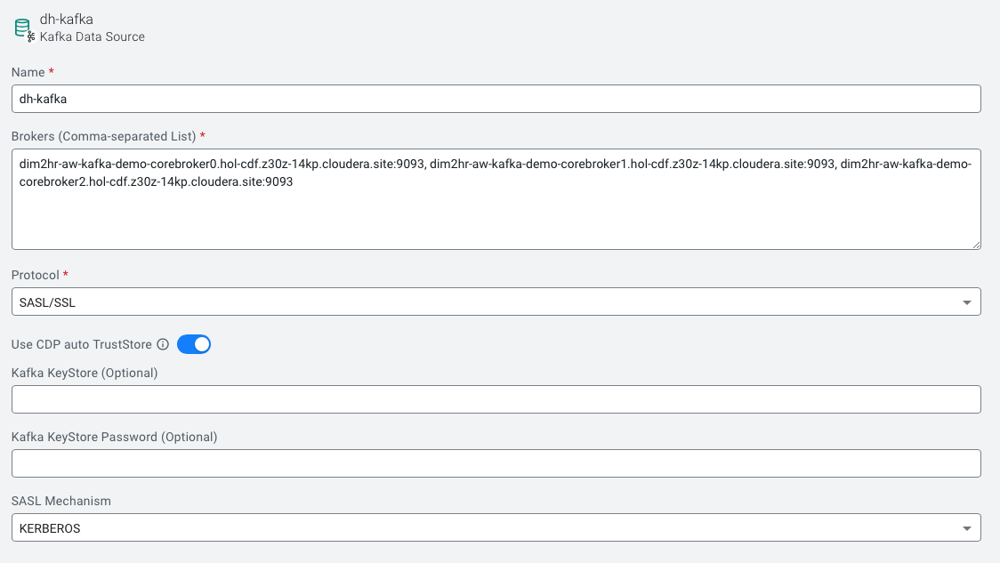 dh-kafka
Kafka Data Source
Name *
dh-kafka
Brokers (Comma-separated List) *
dim2hr-aw-kafka-demo-corebroker0.hol-cdf.z30z-14kp.cloudera.site:9093, dim2hr-aw-kafka-demo-corebroker1.hol-cdf.z30z-14kp.cloudera.site:9093, dim2hr-aw-kafka-demo-
corebroker2.hol-cdf.z30z-14kp.cloudera.site:9093
Protocol *
SASL/SSL
Use CDP auto TrustStore
Kafka KeyStore (Optional)
Kafka KeyStore Password (Optional)
SASL Mechanism
KERBEROS